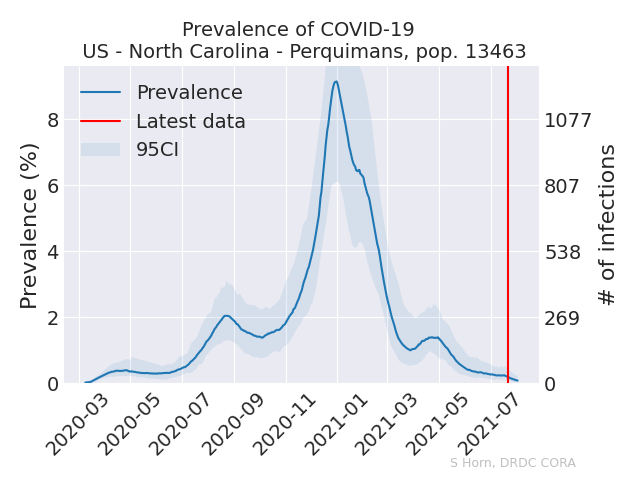 Prevalence of COVID-19
US - North Carolina - Perquimans, pop. 13463
Prevalence
Latest data
95CI
Prevalence (%)
8
6
4
2
0
# of infections
1077
807
538
269
0
2020-03
2020-05
2020-07
2020-09
2020-11
2021-01
2021-03
2021-05
2021-07
S Horn, DRDC CORA